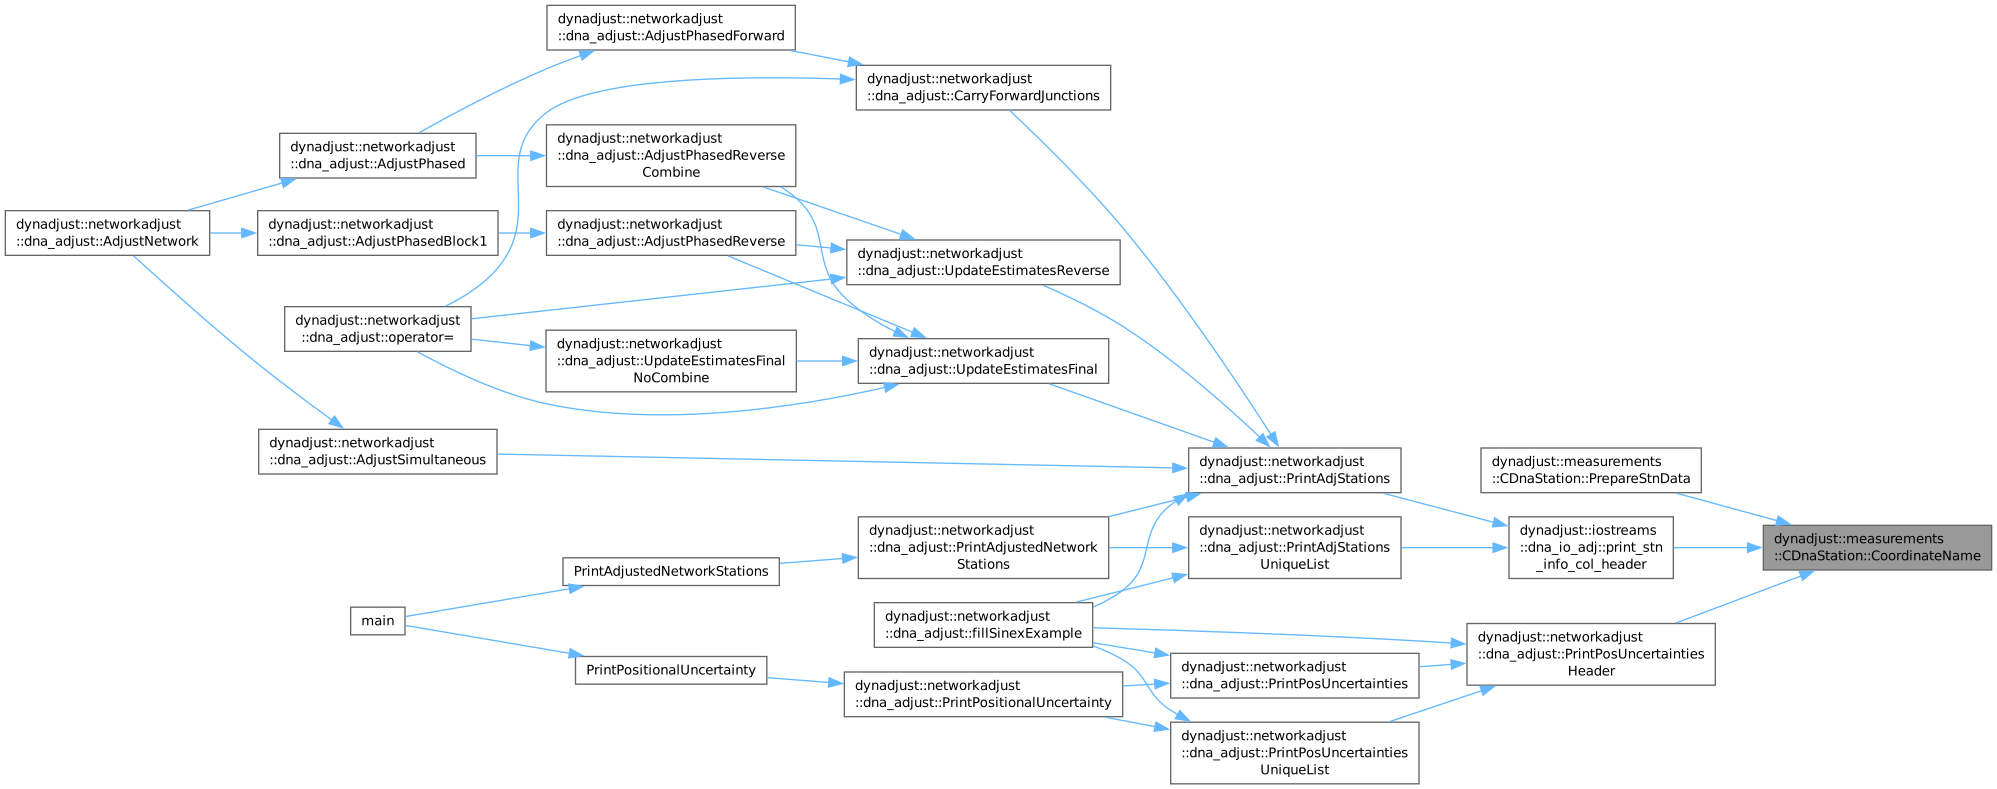 dynadjust::networkadjust
::dna_adjust::AdjustPhasedForward
dynadjust::networkadjust
::dna_adjust::CarryForwardJunctions
dynadjust::networkadjust
::dna_adjust::AdjustPhased
dynadjust::networkadjust
::dna_adjust::AdjustPhasedReverse
Combine
dynadjust::networkadjust
::dna_adjust::AdjustNetwork
dynadjust::networkadjust
::dna_adjust::AdjustPhasedBlock1
dynadjust::networkadjust
::dna_adjust::AdjustPhasedReverse
dynadjust::networkadjust
::dna_adjust::UpdateEstimatesReverse
dynadjust::networkadjust
::dna_adjust::operator=
dynadjust::networkadjust
::dna_adjust::UpdateEstimatesFinal
NoCombine
dynadjust::networkadjust
::dna_adjust::UpdateEstimatesFinal
dynadjust::networkadjust
::dna_adjust::AdjustSimultaneous
dynadjust::networkadjust
::dna_adjust::PrintAdjStations
dynadjust::measurements
::CDnaStation::PrepareStnData
dynadjust::networkadjust
::dna_adjust::PrintAdjustedNetwork
Stations
dynadjust::networkadjust
::dna_adjust::PrintAdjStations
UniqueList
dynadjust::iostreams
::dna_io_adj::print_stn
_info_col_header
dynadjust::measurements
::CDnaStation::CoordinateName
PrintAdjustedNetworkStations
main
dynadjust::networkadjust
::dna_adjust::fillSinexExample
dynadjust::networkadjust
::dna_adjust::PrintPosUncertainties
Header
PrintPositionalUncertainty
dynadjust::networkadjust
::dna_adjust::PrintPositionalUncertainty
dynadjust::networkadjust
::dna_adjust::PrintPosUncertainties
dynadjust::networkadjust
::dna_adjust::PrintPosUncertainties
UniqueList